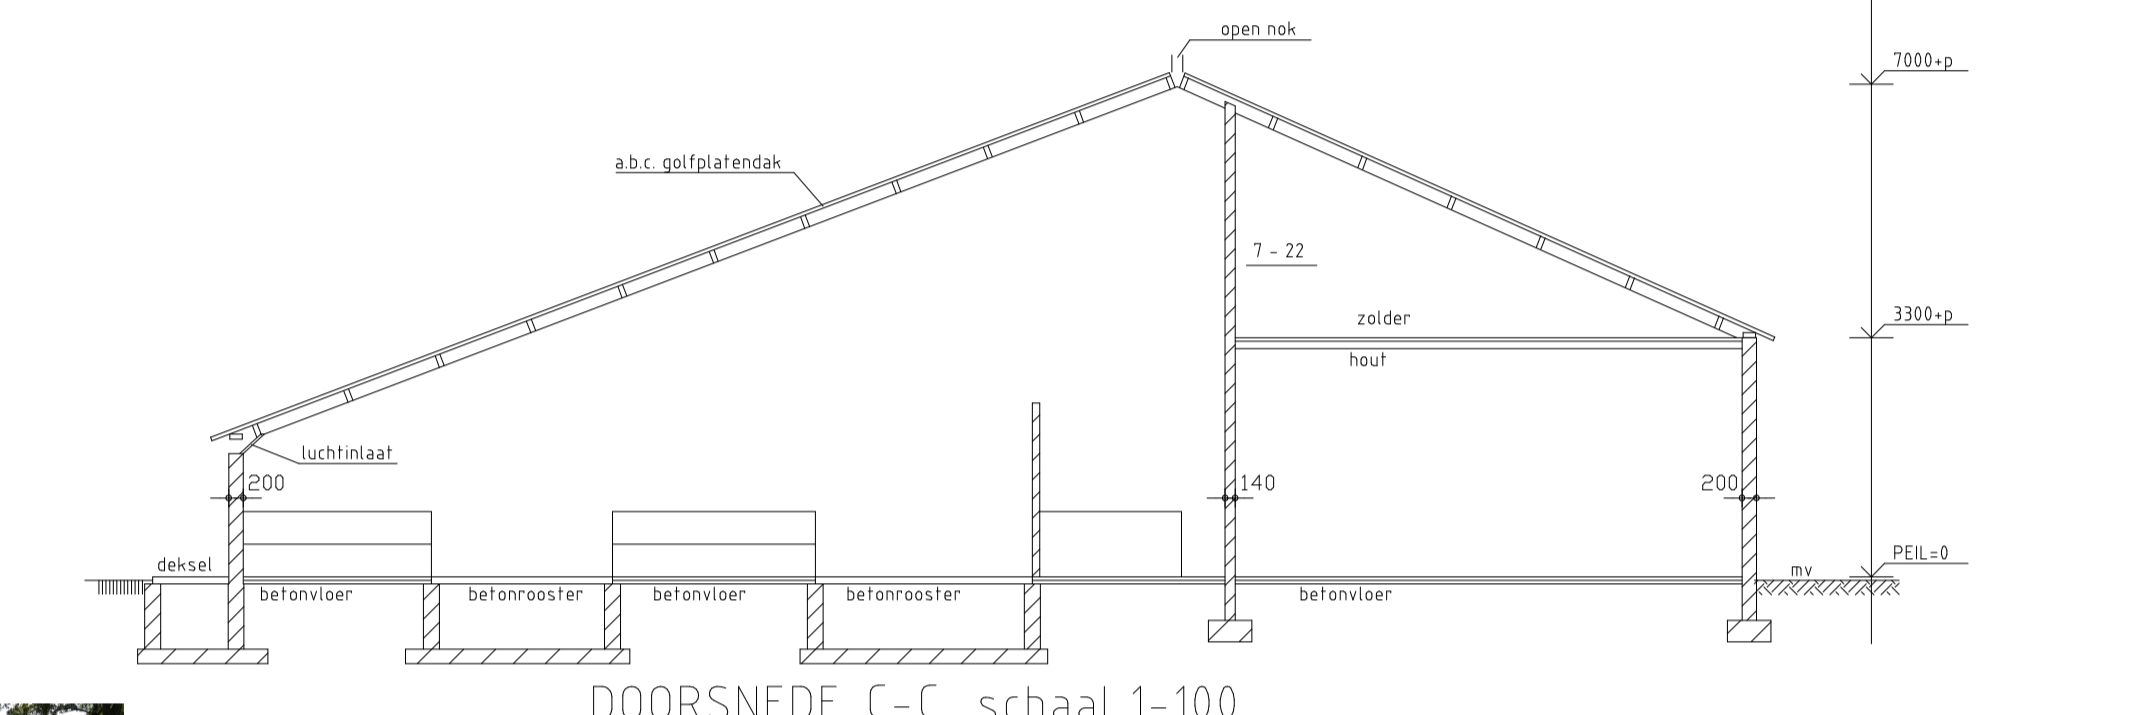 open nok
7000+p
a.b.c. golfplatendak
7 - 22
zolder
3300+p
hout
luchtinlaat
200
140
200
deksel
PEIL=0
mv
betonvloer
betonrooster
betonvloer
betonrooster
betonvloer
DOORSNEDE C-C schaal 1-100